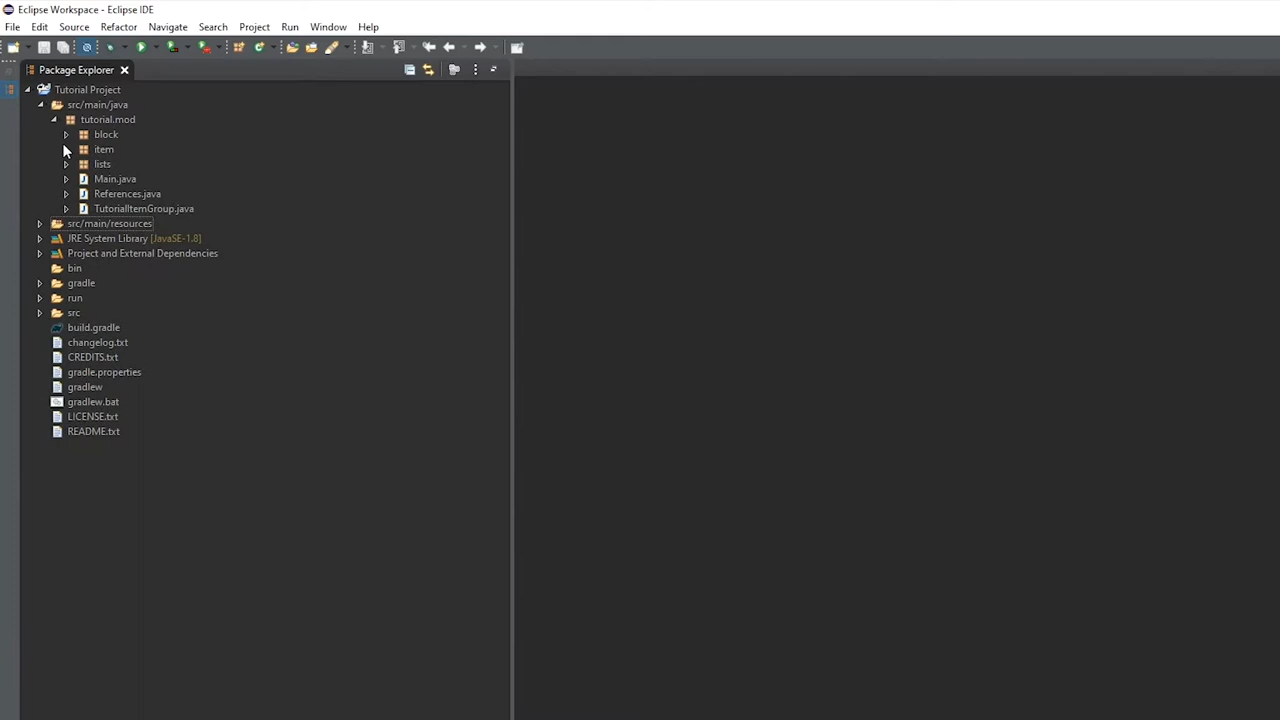 Eclipse Workspace - Eclipse IDE
File Edit Source Refactor Navigate Search Project Run Window Help
Package Explorer
Tutorial Project
src/main/java
tutorial.mod
block
item
lists
Main.java
References.java
TutorialItemGroup.java
src/main/resources
JRE System Library [JavaSE-1.8]
Project and External Dependencies
bin
gradle
run
src
build.gradle
changelog.txt
CREDITS.txt
gradle.properties
gradlew
gradlew.bat
LICENSE.txt
README.txt